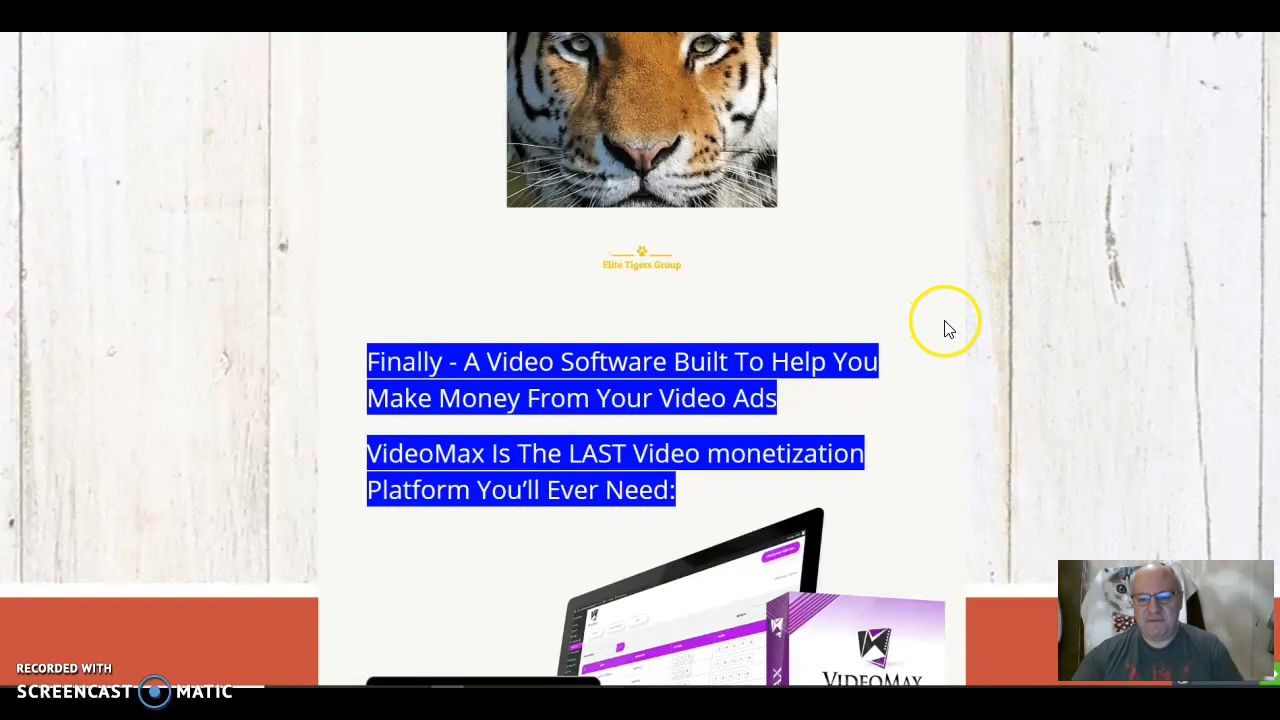 Elite Tigers Group
Finally - A Video Software Built To Help You
Make Money From Your Video Ads
VideoMax Is The LAST Video monetization
Platform You’ll Ever Need:
VIDEOMAX
RECORDED WITH
SCREENCAST MATIC